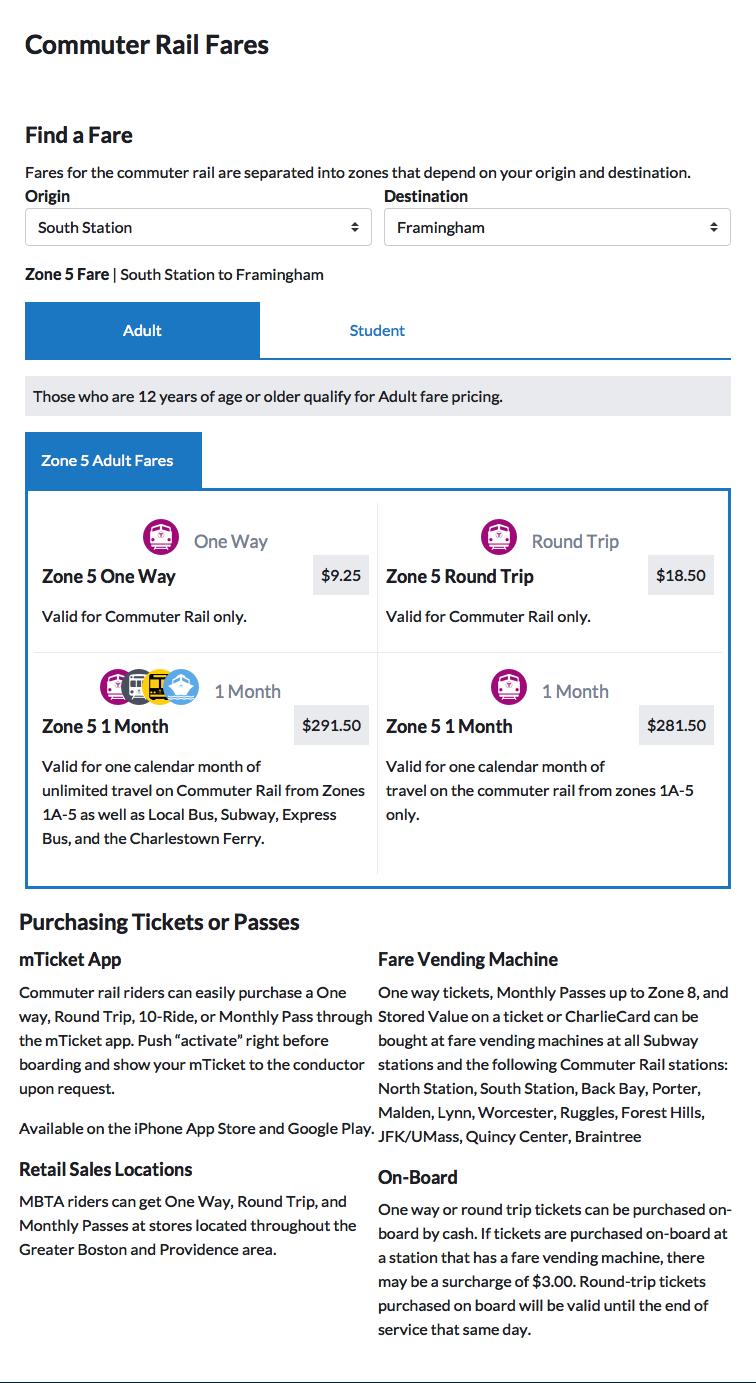 Commuter Rail Fares
Find a Fare
Fares for the commuter rail are separated into zones that depend on your origin and destination.
Origin
South Station
Destination
Framingham
Zone 5 Fare | South Station to Framingham
Adult
Student
Those who are 12 years of age or older qualify for Adult fare pricing.
Zone 5 Adult Fares
One Way
Zone 5 One Way
$9.25
Valid for Commuter Rail only.
Round Trip
Zone 5 Round Trip
$18.50
Valid for Commuter Rail only.
1 Month
Zone 5 1 Month
$291.50
Valid for one calendar month of
unlimited travel on Commuter Rail from Zones
1A-5 as well as Local Bus, Subway, Express
Bus, and the Charlestown Ferry.
1 Month
Zone 5 1 Month
$281.50
Valid for one calendar month of
travel on the commuter rail from zones 1A-5
only.
Purchasing Tickets or Passes
mTicket App
Commuter rail riders can easily purchase a One
way, Round Trip, 10-Ride, or Monthly Pass through
the mTicket app. Push “activate” right before
boarding and show your mTicket to the conductor
upon request.
Available on the iPhone App Store and Google Play.
Retail Sales Locations
MBTA riders can get One Way, Round Trip, and
Monthly Passes at stores located throughout the
Greater Boston and Providence area.
Fare Vending Machine
One way tickets, Monthly Passes up to Zone 8, and
Stored Value on a ticket or CharlieCard can be
bought at fare vending machines at all Subway
stations and the following Commuter Rail stations:
North Station, South Station, Back Bay, Porter,
Malden, Lynn, Worcester, Ruggles, Forest Hills,
JFK/UMass, Quincy Center, Braintree
On-Board
One way or round trip tickets can be purchased on-
board by cash. If tickets are purchased on-board at
a station that has a fare vending machine, there
may be a surcharge of $3.00. Round-trip tickets
purchased on board will be valid until the end of
service that same day.